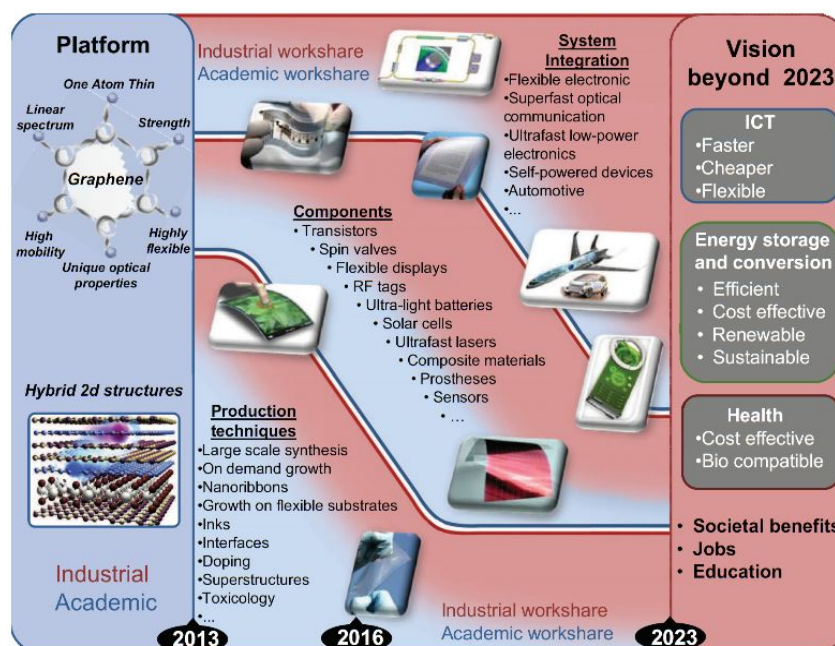 Platform
One Atom Thin
Linear
spectrum
Strength
Graphene
High
mobility
Highly
flexible
Unique optical
properties
Hybrid 2d structures
Industrial
Academic
Industrial workshare
Academic workshare
System
Integration
•Flexible electronic
•Superfast optical
communication
•Ultrafast low-power
electronics
•Self-powered devices
•Automotive
•...
Components
• Transistors
• Spin valves
• Flexible displays
• RF tags
• Ultra-light batteries
• Solar cells
• Ultrafast lasers
• Composite materials
• Prostheses
• Sensors
• ...
Production
techniques
•Large scale synthesis
•On demand growth
•Nanoribbons
•Growth on flexible substrates
•Inks
•Interfaces
•Doping
•Superstructures
•Toxicology
•...
Industrial workshare
Academic workshare
Vision
beyond 2023
ICT
•Faster
•Cheaper
•Flexible
Energy storage
and conversion
• Efficient
• Cost effective
• Renewable
• Sustainable
Health
•Cost effective
•Bio compatible
• Societal benefits
• Jobs
• Education
2013
2016
2023